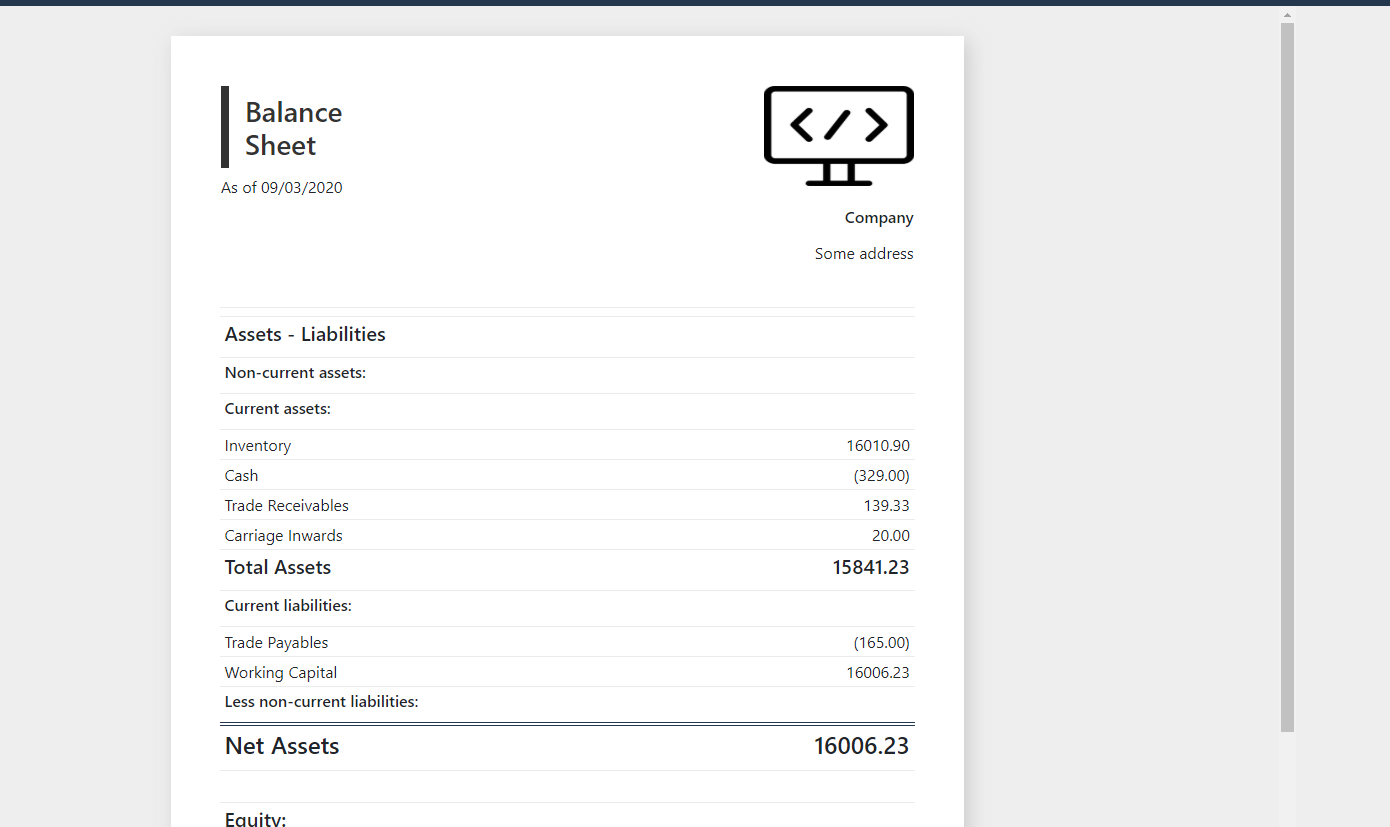 Balance
Sheet
As of 09/03/2020
</>
Company
Some address
Assets - Liabilities
Non-current assets:
Current assets:
Inventory 16010.90
Cash (329.00)
Trade Receivables 139.33
Carriage Inwards 20.00
Total Assets 15841.23
Current liabilities:
Trade Payables (165.00)
Working Capital 16006.23
Less non-current liabilities:
Net Assets 16006.23
Equity: